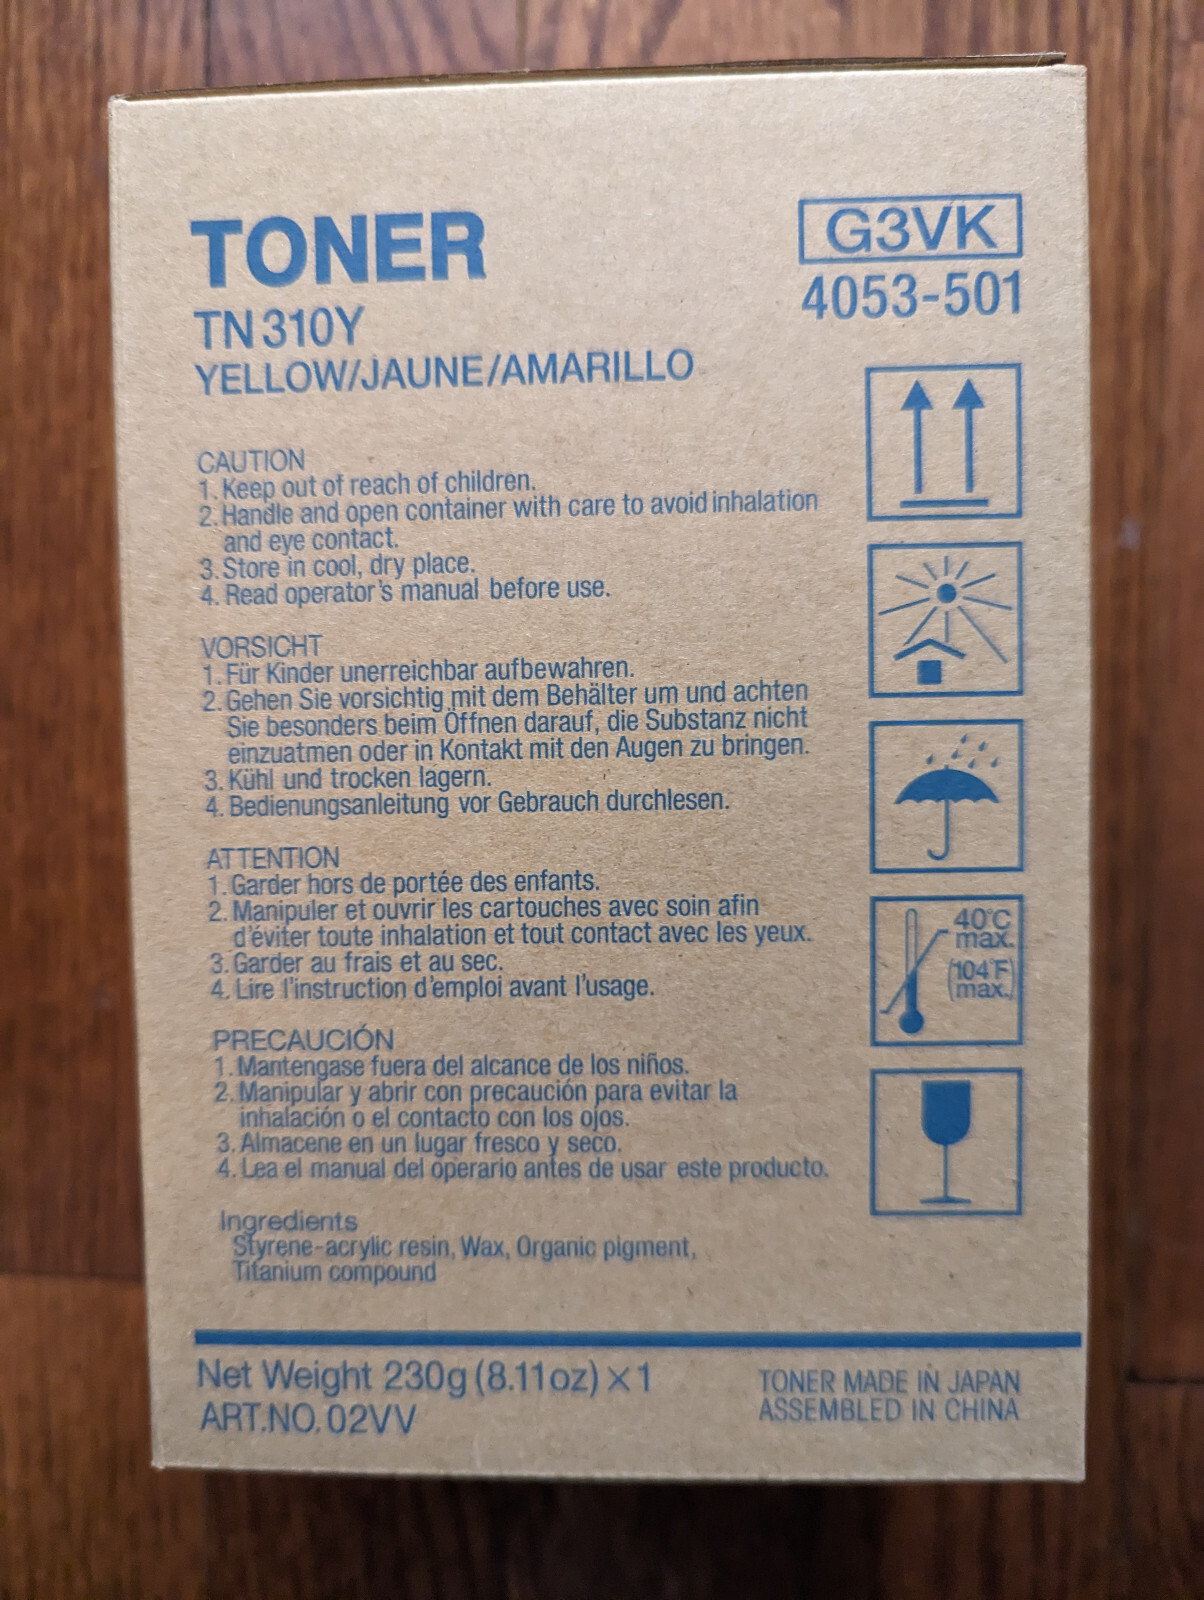 TONER
TN310Y
YELLOW/JAUNE/AMARILLO
G3VK
4053-501
CAUTION
1. Keep out of reach of children.
2. Handle and open container with care to avoid inhalation
and eye contact.
3. Store in cool, dry place.
4. Read operator's manual before use.
VORSICHT
1. Für Kinder unerreichbar aufbewahren.
2. Gehen Sie vorsichtig mit dem Behälter um und achten
Sie besonders beim Öffnen darauf, die Substanz nicht
einzuatmen oder in Kontakt mit den Augen zu bringen.
3. Kühl und trocken lagern.
4. Bedienungsanleitung vor Gebrauch durchlesen.
ATTENTION
1. Garder hors de portée des enfants.
2. Manipuler et ouvrir les cartouches avec soin afin
d'éviter toute inhalation et tout contact avec les yeux.
3. Garder au frais et au sec.
4. Lire l'instruction d'emploi avant l'usage.
PRECAUCIÓN
1. Mantengase fuera del alcance de los niños.
2. Manipular y abrir con precaución para evitar la
inhalación o el contacto con los ojos.
3. Almacene en un lugar fresco y seco.
4. Lea el manual del operario antes de usar este producto.
40°C
max.
(104°F
max.)
Ingredients
Styrene-acrylic resin, Wax, Organic pigment,
Titanium compound
Net Weight 230g (8.11oz) × 1
ART.NO. 02VV
TONER MADE IN JAPAN
ASSEMBLED IN CHINA